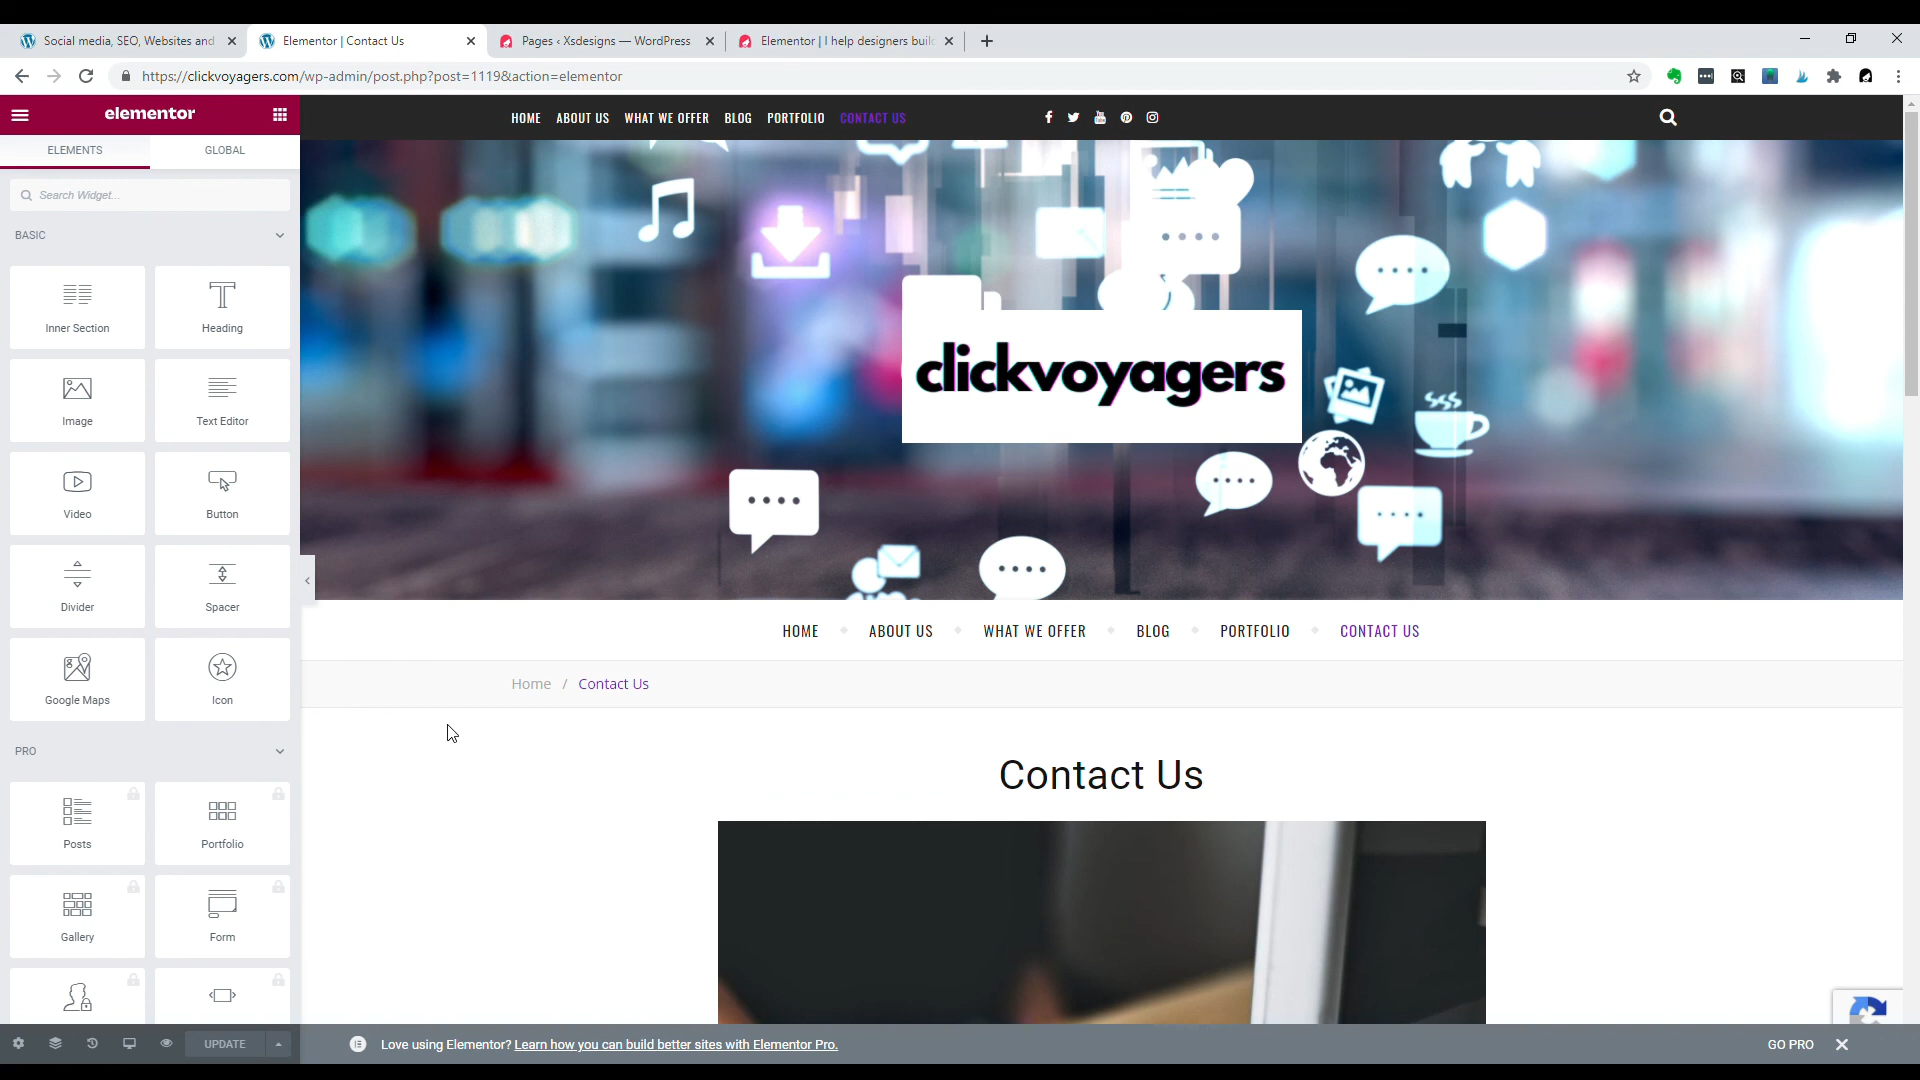 Social media, SEO, Websites and
Elementor | Contact Us
Pages ‹ Xsdesigns — WordPress
Elementor | I help designers buil
https://clickvoyagers.com/wp-admin/post.php?post=1119&action=elementor
elementor
ELEMENTS
GLOBAL
Search Widget...
BASIC
Inner Section
Heading
Image
Text Editor
Video
Button
Divider
Spacer
Google Maps
Icon
PRO
Posts
Portfolio
Gallery
Form
UPDATE
HOME ABOUT US WHAT WE OFFER BLOG PORTFOLIO CONTACT US
clickvoyagers
HOME ABOUT US WHAT WE OFFER BLOG PORTFOLIO CONTACT US
Home / Contact Us
Contact Us
Love using Elementor? Learn how you can build better sites with Elementor Pro.
GO PRO